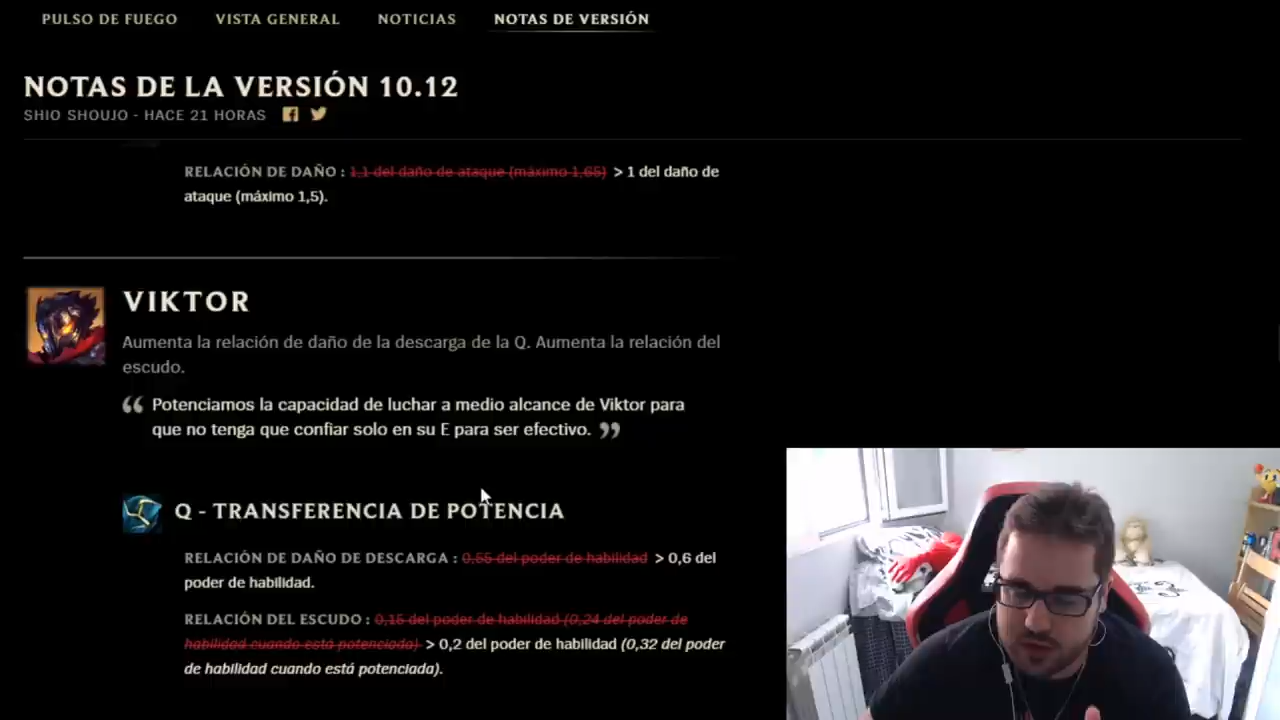 PULSO DE FUEGO VISTA GENERAL NOTICIAS NOTAS DE VERSIÓN
NOTAS DE LA VERSIÓN 10.12
SHIO SHOUJO - HACE 21 HORAS
RELACIÓN DE DAÑO : 1,1 del daño de ataque (máximo 1,65) > 1 del daño de
ataque (máximo 1,5).
VIKTOR
Aumenta la relación de daño de la descarga de la Q. Aumenta la relación del
escudo.
“ Potenciamos la capacidad de luchar a medio alcance de Viktor para
que no tenga que confiar solo en su E para ser efectivo. ”
Q - TRANSFERENCIA DE POTENCIA
RELACIÓN DE DAÑO DE DESCARGA : 0,55 del poder de habilidad > 0,6 del
poder de habilidad.
RELACIÓN DEL ESCUDO : 0,15 del poder de habilidad (0,24 del poder de
habilidad cuando está potenciada) > 0,2 del poder de habilidad (0,32 del poder
de habilidad cuando está potenciada).